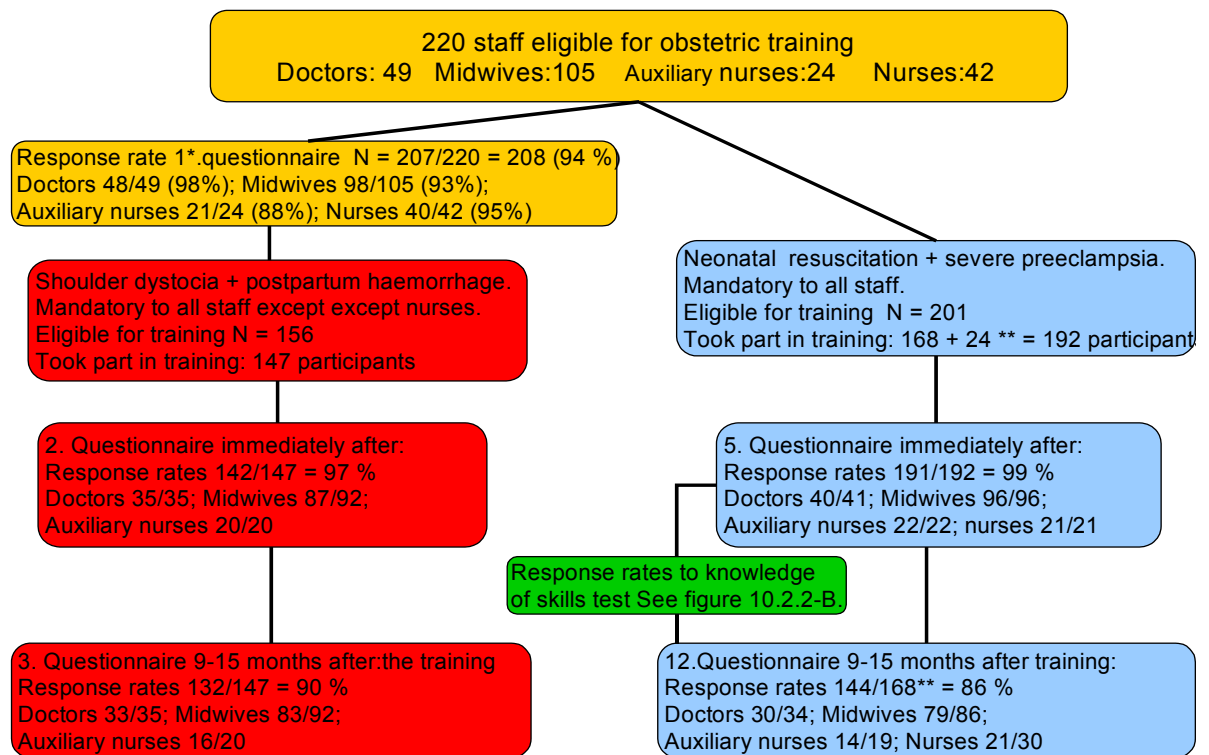 220 staff eligible for obstetric training
Doctors: 49 Midwives:105 Auxiliary nurses:24 Nurses:42
Response rate 1*.questionnaire N = 207/220 = 208 (94 %)
Doctors 48/49 (98%); Midwives 98/105 (93%);
Auxiliary nurses 21/24 (88%); Nurses 40/42 (95%)
Shoulder dystocia + postpartum haemorrhage.
Mandatory to all staff except except nurses.
Eligible for training N = 156
Took part in training: 147 participants
Neonatal resuscitation + severe preeclampsia.
Mandatory to all staff.
Eligible for training N = 201
Took part in training: 168 + 24 ** = 192 participant
2. Questionnaire immediately after:
Response rates 142/147 = 97 %
Doctors 35/35; Midwives 87/92;
Auxiliary nurses 20/20
5. Questionnaire immediately after:
Response rates 191/192 = 99 %
Doctors 40/41; Midwives 96/96;
Auxiliary nurses 22/22; nurses 21/21
Response rates to knowledge
of skills test See figure 10.2.2-B.
3. Questionnaire 9-15 months after:the training
Response rates 132/147 = 90 %
Doctors 33/35; Midwives 83/92;
Auxiliary nurses 16/20
12.Questionnaire 9-15 months after training:
Response rates 144/168** = 86 %
Doctors 30/34; Midwives 79/86;
Auxiliary nurses 14/19; Nurses 21/30